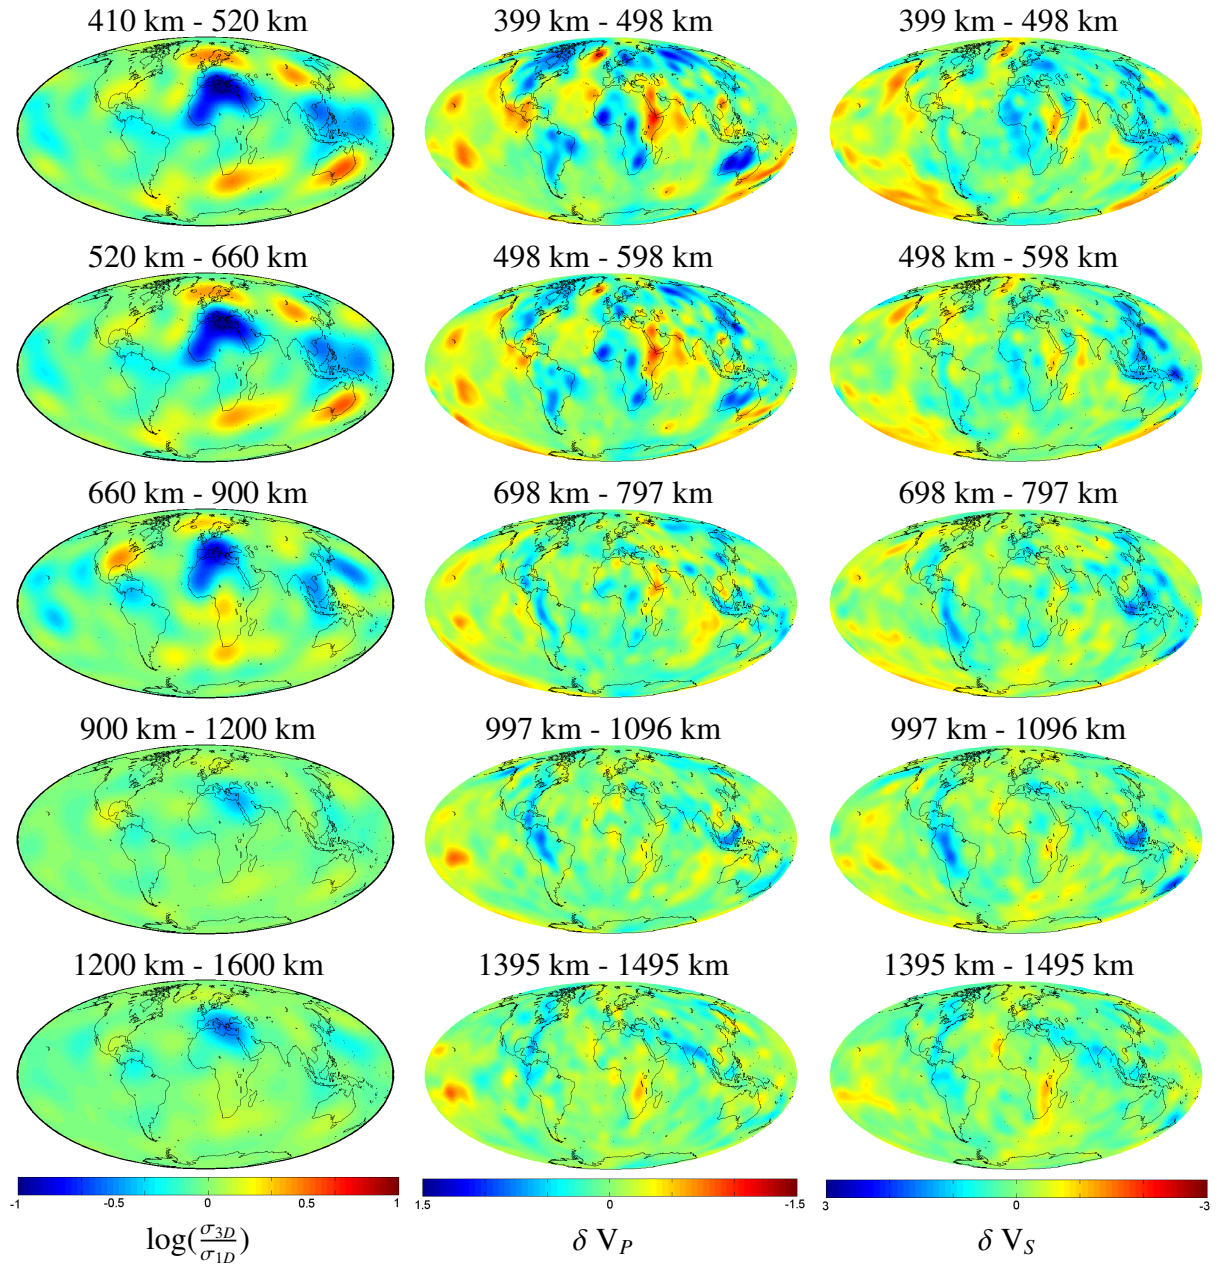 410 km - 520 km 399 km - 498 km 399 km - 498 km
520 km - 660 km 498 km - 598 km 498 km - 598 km
660 km - 900 km 698 km - 797 km 698 km - 797 km
900 km - 1200 km 997 km - 1096 km 997 km - 1096 km
1200 km - 1600 km 1395 km - 1495 km 1395 km - 1495 km
-1 -0.5 0 0.5 1 1.5 0 -1.5 3 0 -3
log(σ3D/σ1D) δ VP δ VS